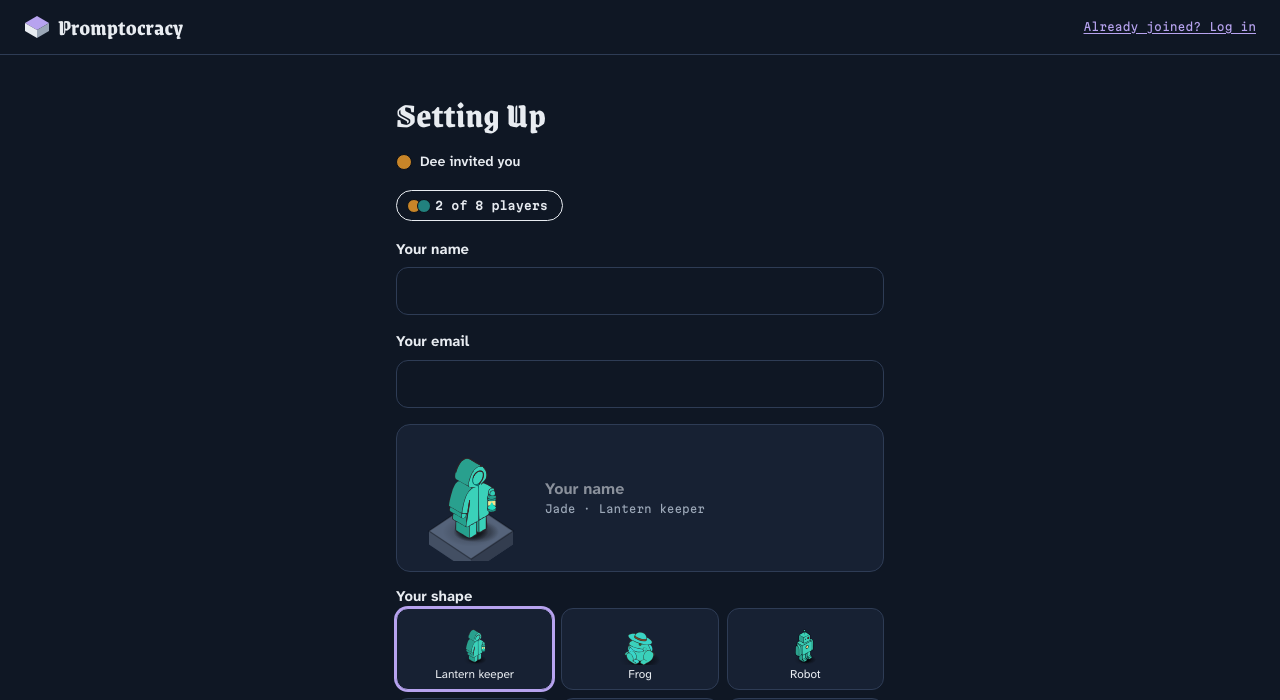 Promptocracy
Already joined? Log in
Setting Up
Dee invited you
2 of 8 players
Your name
Your email
Your name
Jade · Lantern keeper
Your shape
Lantern keeper
Frog
Robot